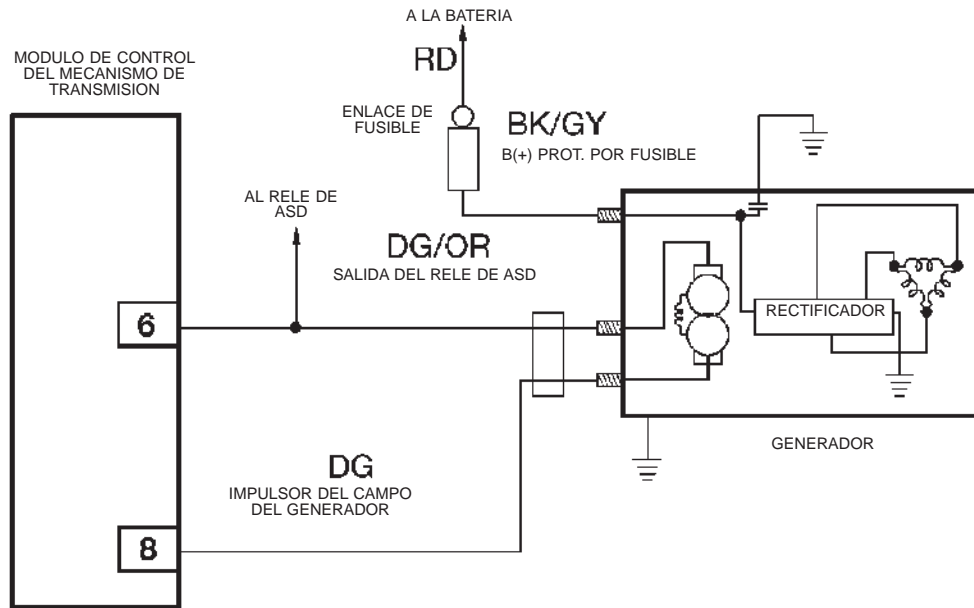 A LA BATERIA
MODULO DE CONTROL
DEL MECANISMO DE
TRANSMISION
RD
ENLACE DE
FUSIBLE
BK/GY
B(+) PROT. POR FUSIBLE
AL RELE DE
ASD
DG/OR
SALIDA DEL RELE DE ASD
6
RECTIFICADOR
GENERADOR
DG
IMPULSOR DEL CAMPO
DEL GENERADOR
8